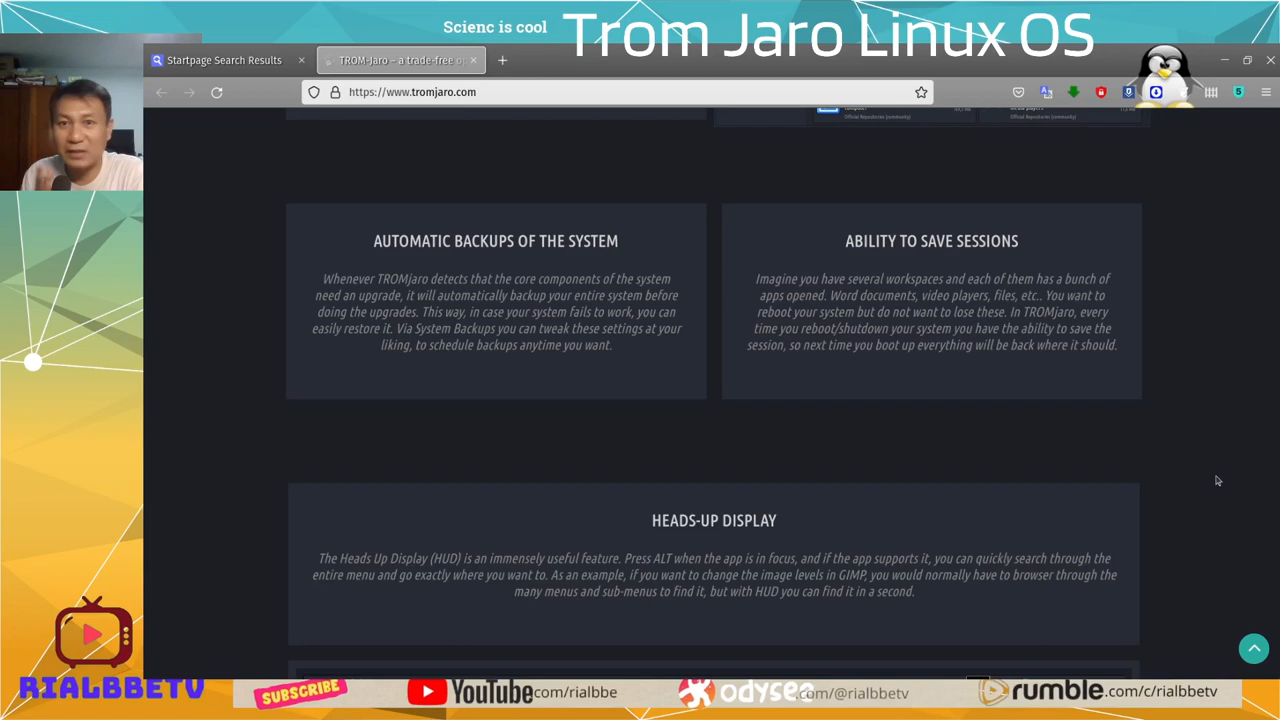 Scienc is cool
Trom Jaro Linux OS
Startpage Search Results
TROM-Jaro – a trade-free op
https://www.tromjaro.com
5
Official Repositories (community)
Official Repositories (community)
AUTOMATIC BACKUPS OF THE SYSTEM
Whenever TROMjaro detects that the core components of the system
need an upgrade, it will automatically backup your entire system before
doing the upgrades. This way, in case your system fails to work, you can
easily restore it. Via System Backups you can tweak these settings at your
liking, to schedule backups anytime you want.
ABILITY TO SAVE SESSIONS
Imagine you have several workspaces and each of them has a bunch of
apps opened. Word documents, video players, files, etc.. You want to
reboot your system but do not want to lose these. In TROMjaro, every
time you reboot/shutdown your system you have the ability to save the
session, so next time you boot up everything will be back where it should.
HEADS-UP DISPLAY
The Heads Up Display (HUD) is an immensely useful feature. Press ALT when the app is in focus, and if the app supports it, you can quickly search through the
entire menu and go exactly where you want to. As an example, if you want to change the image levels in GIMP, you would normally have to browser through the
many menus and sub-menus to find it, but with HUD you can find it in a second.
RIALBBETV
SUBSCRIBE
YouTube.com/rialbbe
odysee.com/@rialbbetv
rumble.com/c/rialbbetv